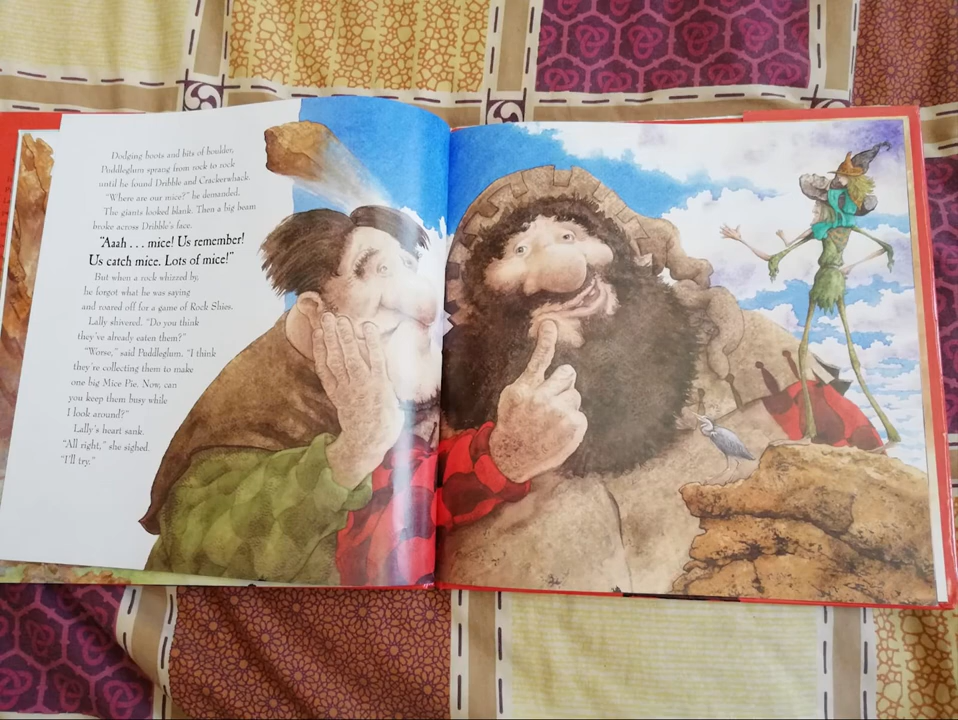 Dodging boots and bits of boulder,
Puddleglum sprang from rock to rock
until he found Dribble and Crackerwhack.
"Where are our mice?" he demanded.
The giants looked blank. Then a big beam
broke across Dribble's face.
"Aaah . . . mice! Us remember!
Us catch mice. Lots of mice!"
But when a rock whizzed by,
he forgot what he was saying
and roared off for a game of Rock Shies.
Lally shivered. "Do you think
they've already eaten them?"
"Worse," said Puddleglum. "I think
they're collecting them to make
one big Mice Pie. Now, can
you keep them busy while
I look around?"
Lally's heart sank.
"All right," she sighed.
"I'll try."